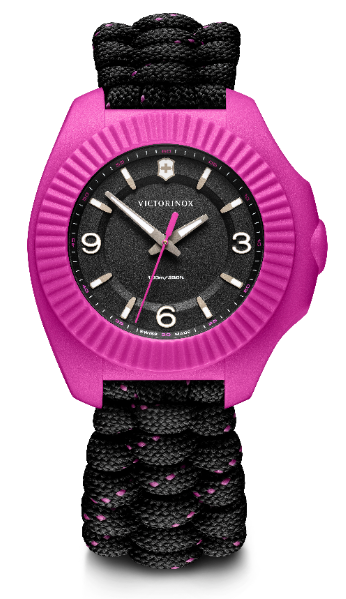 VICTORINOX
9 3
100m/330ft.
6
SWISS MADE